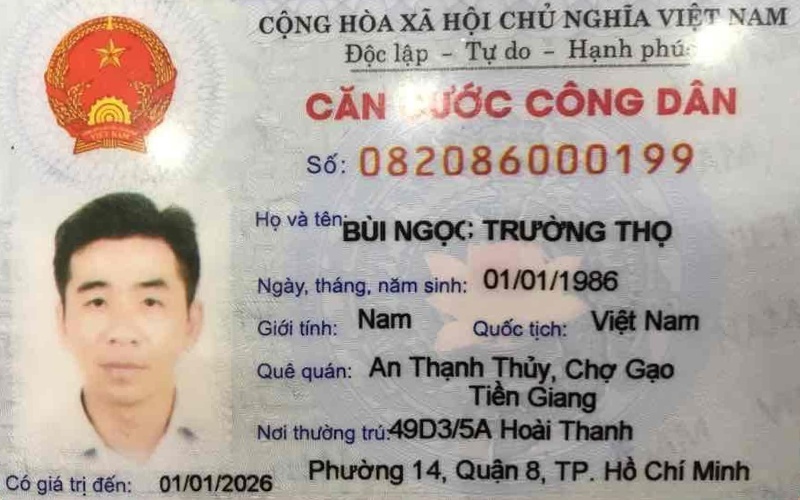 CỘNG HÒA XÃ HỘI CHỦ NGHĨA VIỆT NAM
Độc lập - Tự do - Hạnh phúc
CĂN CƯỚC CÔNG DÂN
Số: 082086000199
Họ và tên: BÙI NGỌC TRƯỜNG THỌ
Ngày, tháng, năm sinh: 01/01/1986
Giới tính: Nam Quốc tịch: Việt Nam
Quê quán: An Thạnh Thủy, Chợ Gạo
Tiền Giang
Nơi thường trú: 49D3/5A Hoài Thanh
Phường 14, Quận 8, TP. Hồ Chí Minh
Có giá trị đến: 01/01/2026